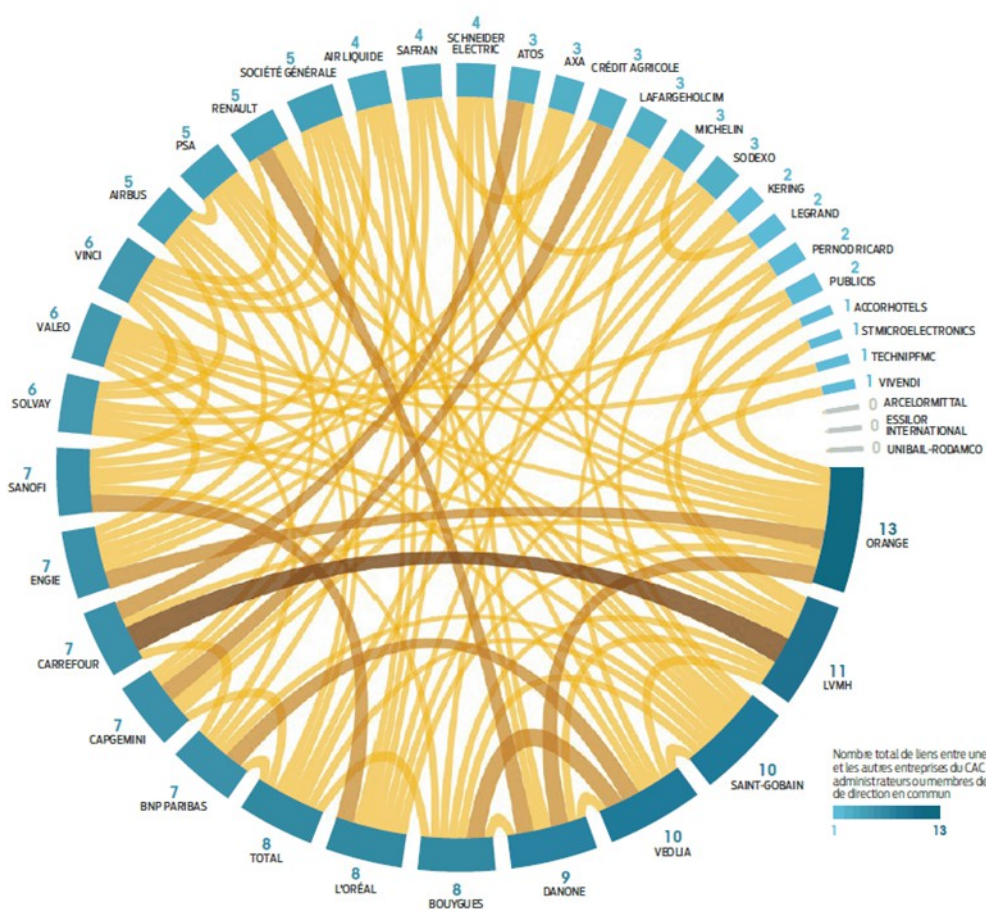 4
SCHNEIDER
ELECTRIC
3
ATOS
3
AXA
3
CRÉDIT AGRICOLE
3
LAFARGEHOLCIM
3
MICHELIN
3
SODEXO
2
KERING
2
LEGRAND
2
PERNOD RICARD
2
PUBLICIS
1 ACCORHOTELS
1 STMICROELECTRONICS
1 TECHNIPFMC
1 VIVENDI
0 ARCELORMITTAL
0 ESSILOR
INTERNATIONAL
0 UNIBAIL-RODAMCO
13
ORANGE
11
LVMH
10
SAINT-GOBAIN
10
VEOLIA
9
DANONE
8
BOUYGUES
8
L'ORÉAL
8
TOTAL
7
BNP PARIBAS
7
CAPGEMINI
7
CARREFOUR
7
ENGIE
7
SANOFI
6
SOLVAY
6
VALEO
6
VINCI
5
AIRBUS
5
PSA
5
RENAULT
5
SOCIÉTÉ GÉNÉRALE
4
AIR LIQUIDE
4
SAFRAN
Nombre total de liens entre une
et les autres entreprises du CAC
administrateurs ou membres de
de direction en commun
1 13